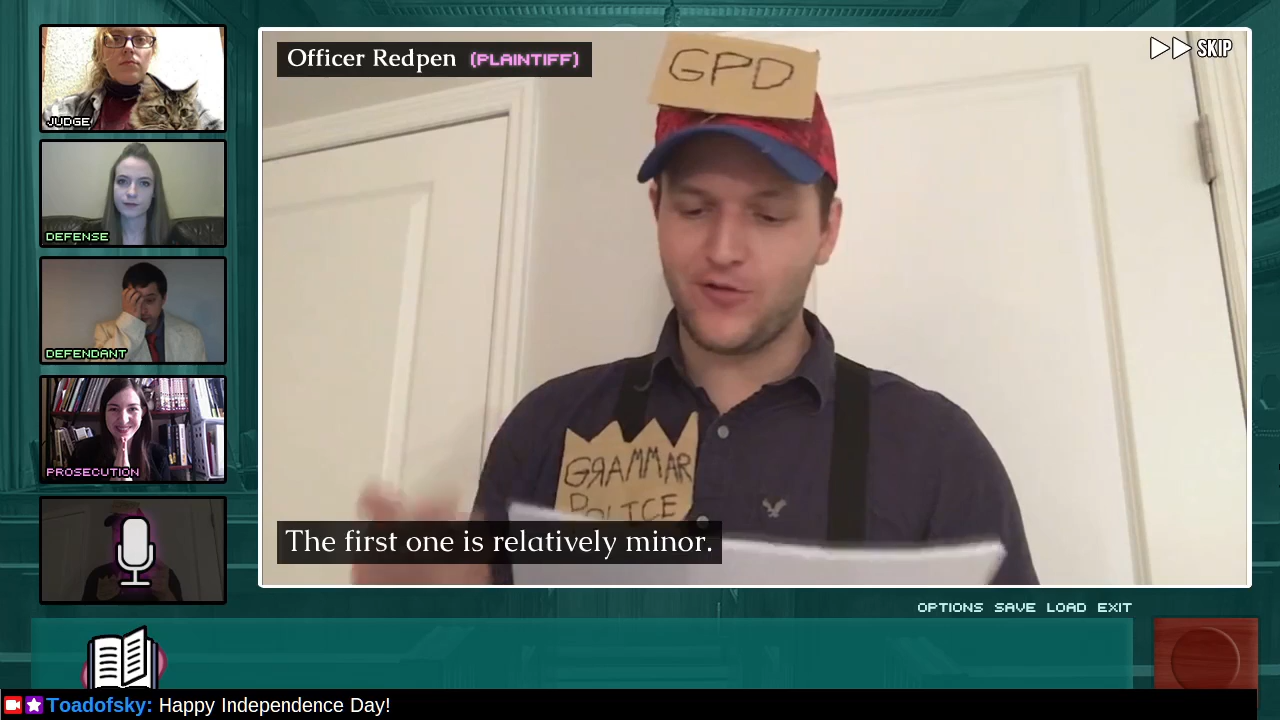 Officer Redpen (PLAINTIFF)
SKIP
GPD
JUDGE
DEFENSE
DEFENDANT
PROSECUTION
GRAMMAR
POLICE
The first one is relatively minor.
OPTIONS SAVE LOAD EXIT
Toadofsky: Happy Independence Day!